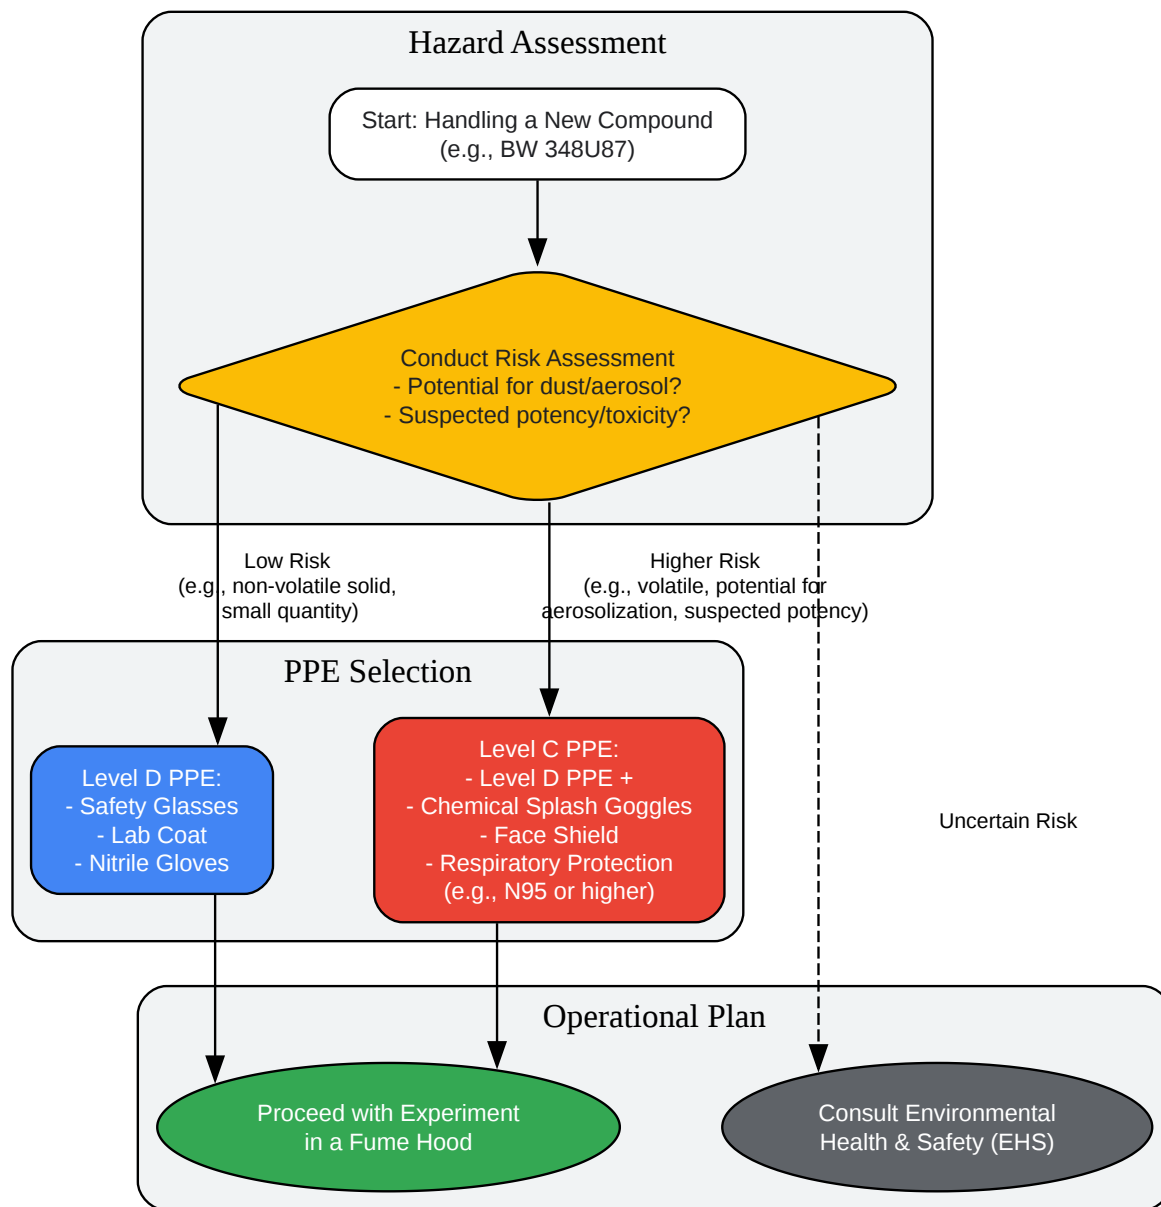 Hazard Assessment
Start: Handling a New Compound
(e.g., BW 348U87)
Conduct Risk Assessment
- Potential for dust/aerosol?
- Suspected potency/toxicity?
Low Risk
(e.g., non-volatile solid,
small quantity)
Higher Risk
(e.g., volatile, potential for
aerosolization, suspected potency)
PPE Selection
Level D PPE:
- Safety Glasses
- Lab Coat
- Nitrile Gloves
Level C PPE:
- Level D PPE +
- Chemical Splash Goggles
- Face Shield
- Respiratory Protection
(e.g., N95 or higher)
Uncertain Risk
Operational Plan
Proceed with Experiment
in a Fume Hood
Consult Environmental
Health & Safety (EHS)